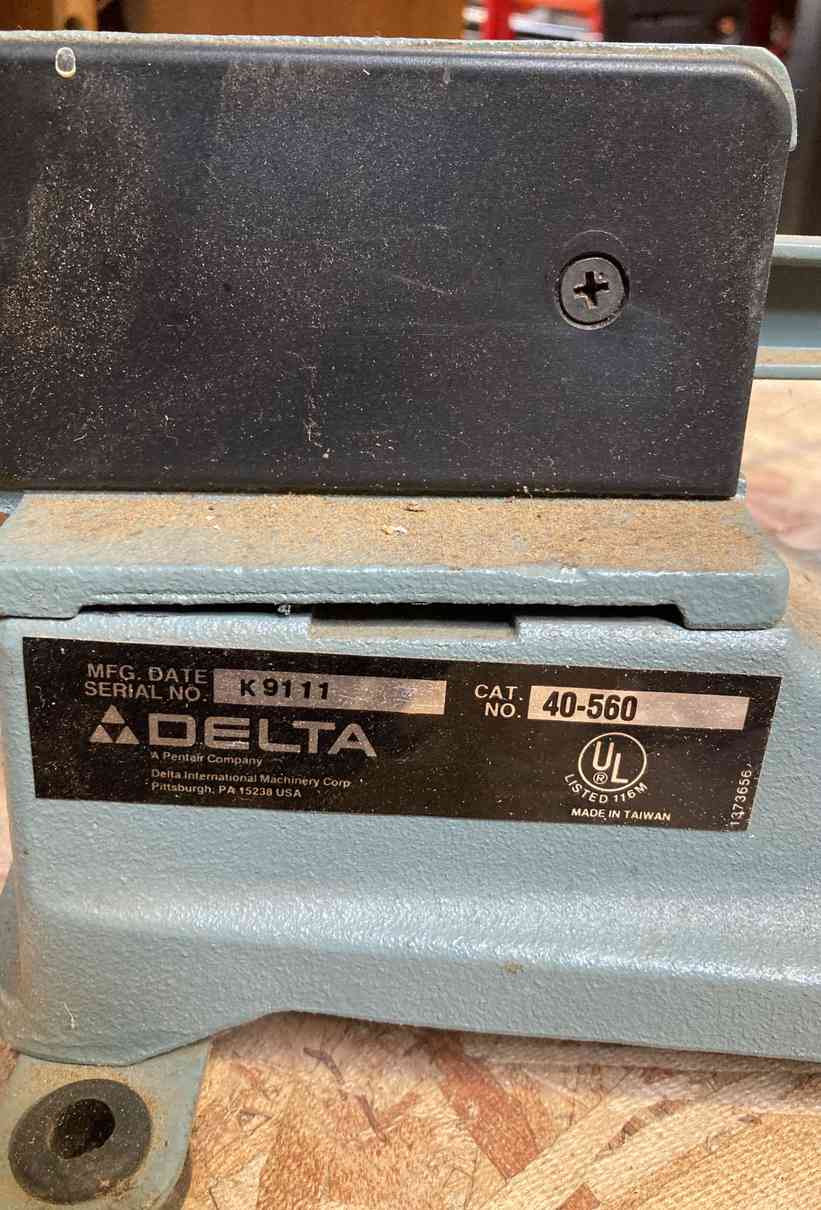 MFG. DATE
SERIAL NO. K9111
DELTA
A Pentair Company
Delta International Machinery Corp
Pittsburgh, PA 15238 USA
CAT.
NO. 40-560
UL
®
LISTED 116M
MADE IN TAIWAN
1373656